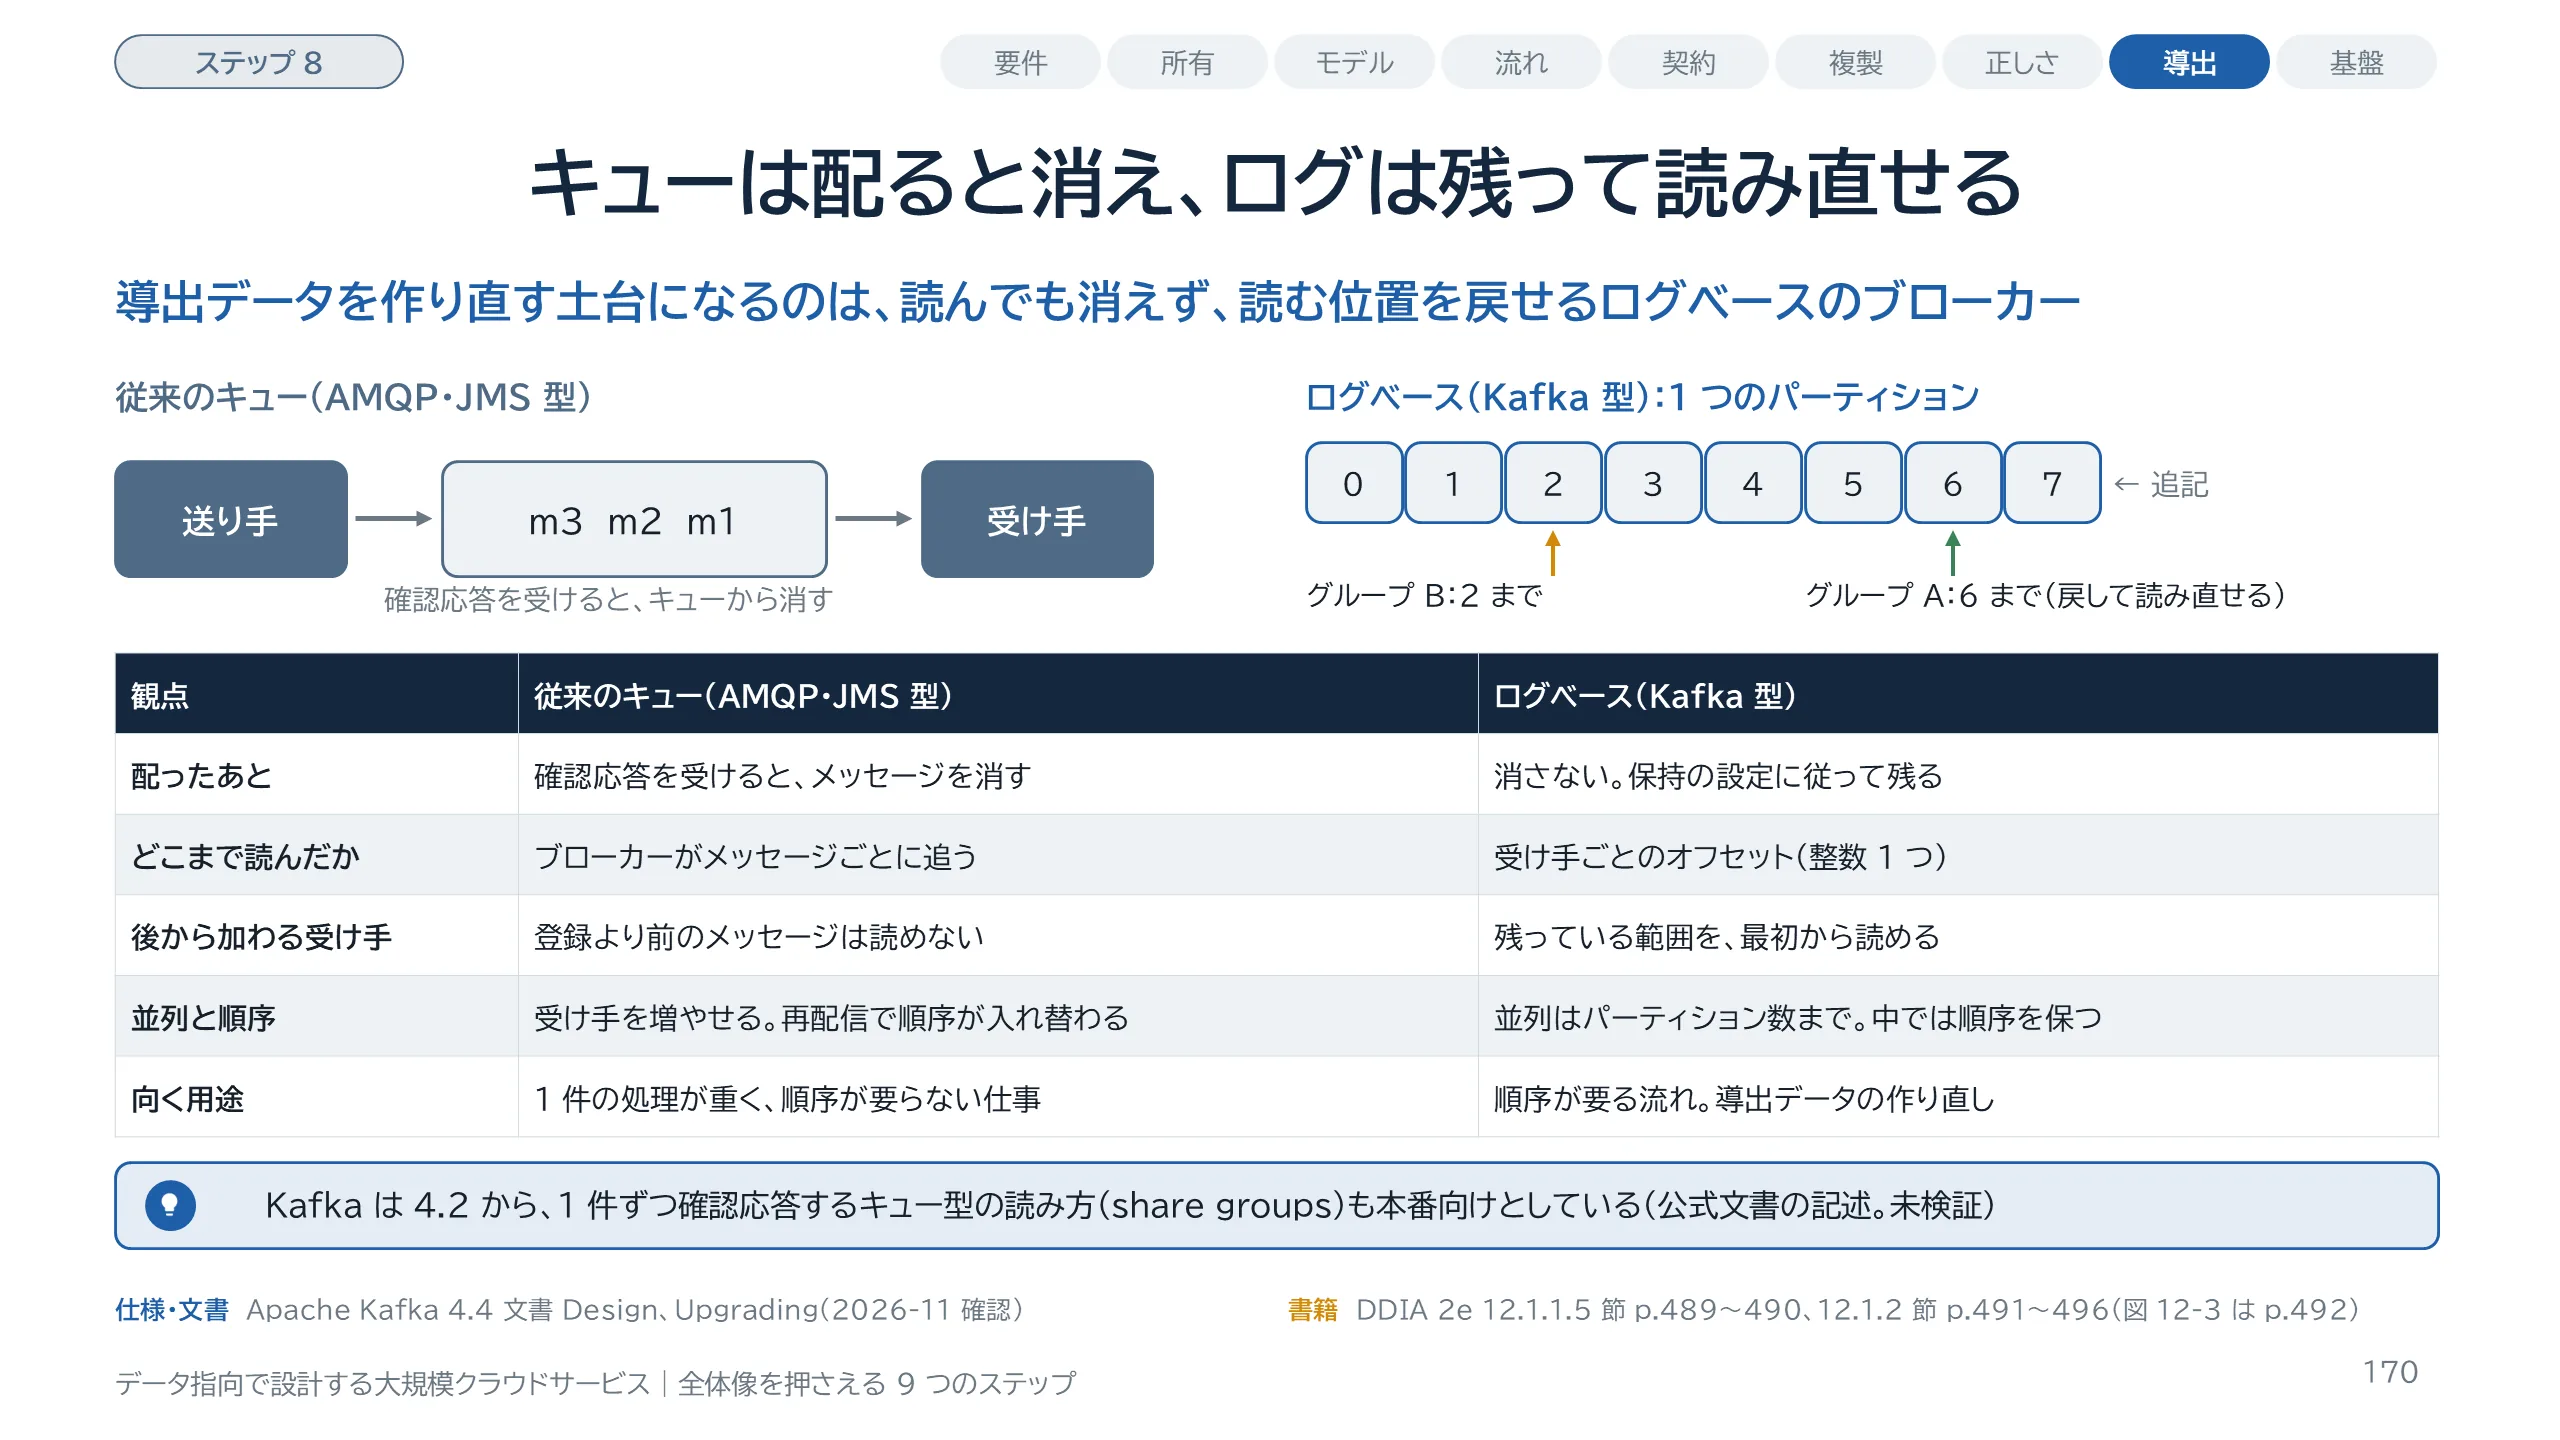 ステップ 8
要件 所有 モデル 流れ 契約 複製 正しさ 導出 基盤
キューは配ると消え、ログは残って読み直せる
導出データを作り直す土台になるのは、読んでも消えず、読む位置を戻せるログベースのブローカー
従来のキュー(AMQP・JMS 型)
送り手
m3 m2 m1
受け手
確認応答を受けると、キューから消す
ログベース(Kafka 型):1 つのパーティション
0 1 2 3 4 5 6 7 ← 追記
グループ B:2 まで
グループ A:6 まで(戻して読み直せる)
観点 従来のキュー(AMQP・JMS 型) ログベース(Kafka 型)
配ったあと 確認応答を受けると、メッセージを消す 消さない。保持の設定に従って残る
どこまで読んだか ブローカーがメッセージごとに追う 受け手ごとのオフセット(整数 1 つ)
後から加わる受け手 登録より前のメッセージは読めない 残っている範囲を、最初から読める
並列と順序 受け手を増やせる。再配信で順序が入れ替わる 並列はパーティション数まで。中では順序を保つ
向く用途 1 件の処理が重く、順序が要らない仕事 順序が要る流れ。導出データの作り直し
Kafka は 4.2 から、1 件ずつ確認応答するキュー型の読み方(share groups)も本番向けとしている(公式文書の記述。未検証)
仕様・文書 Apache Kafka 4.4 文書 Design、Upgrading(2026-11 確認)
書籍 DDIA 2e 12.1.1.5 節 p.489〜490、12.1.2 節 p.491〜496(図 12-3 は p.492)
データ指向で設計する大規模クラウドサービス|全体像を押さえる 9 つのステップ
170